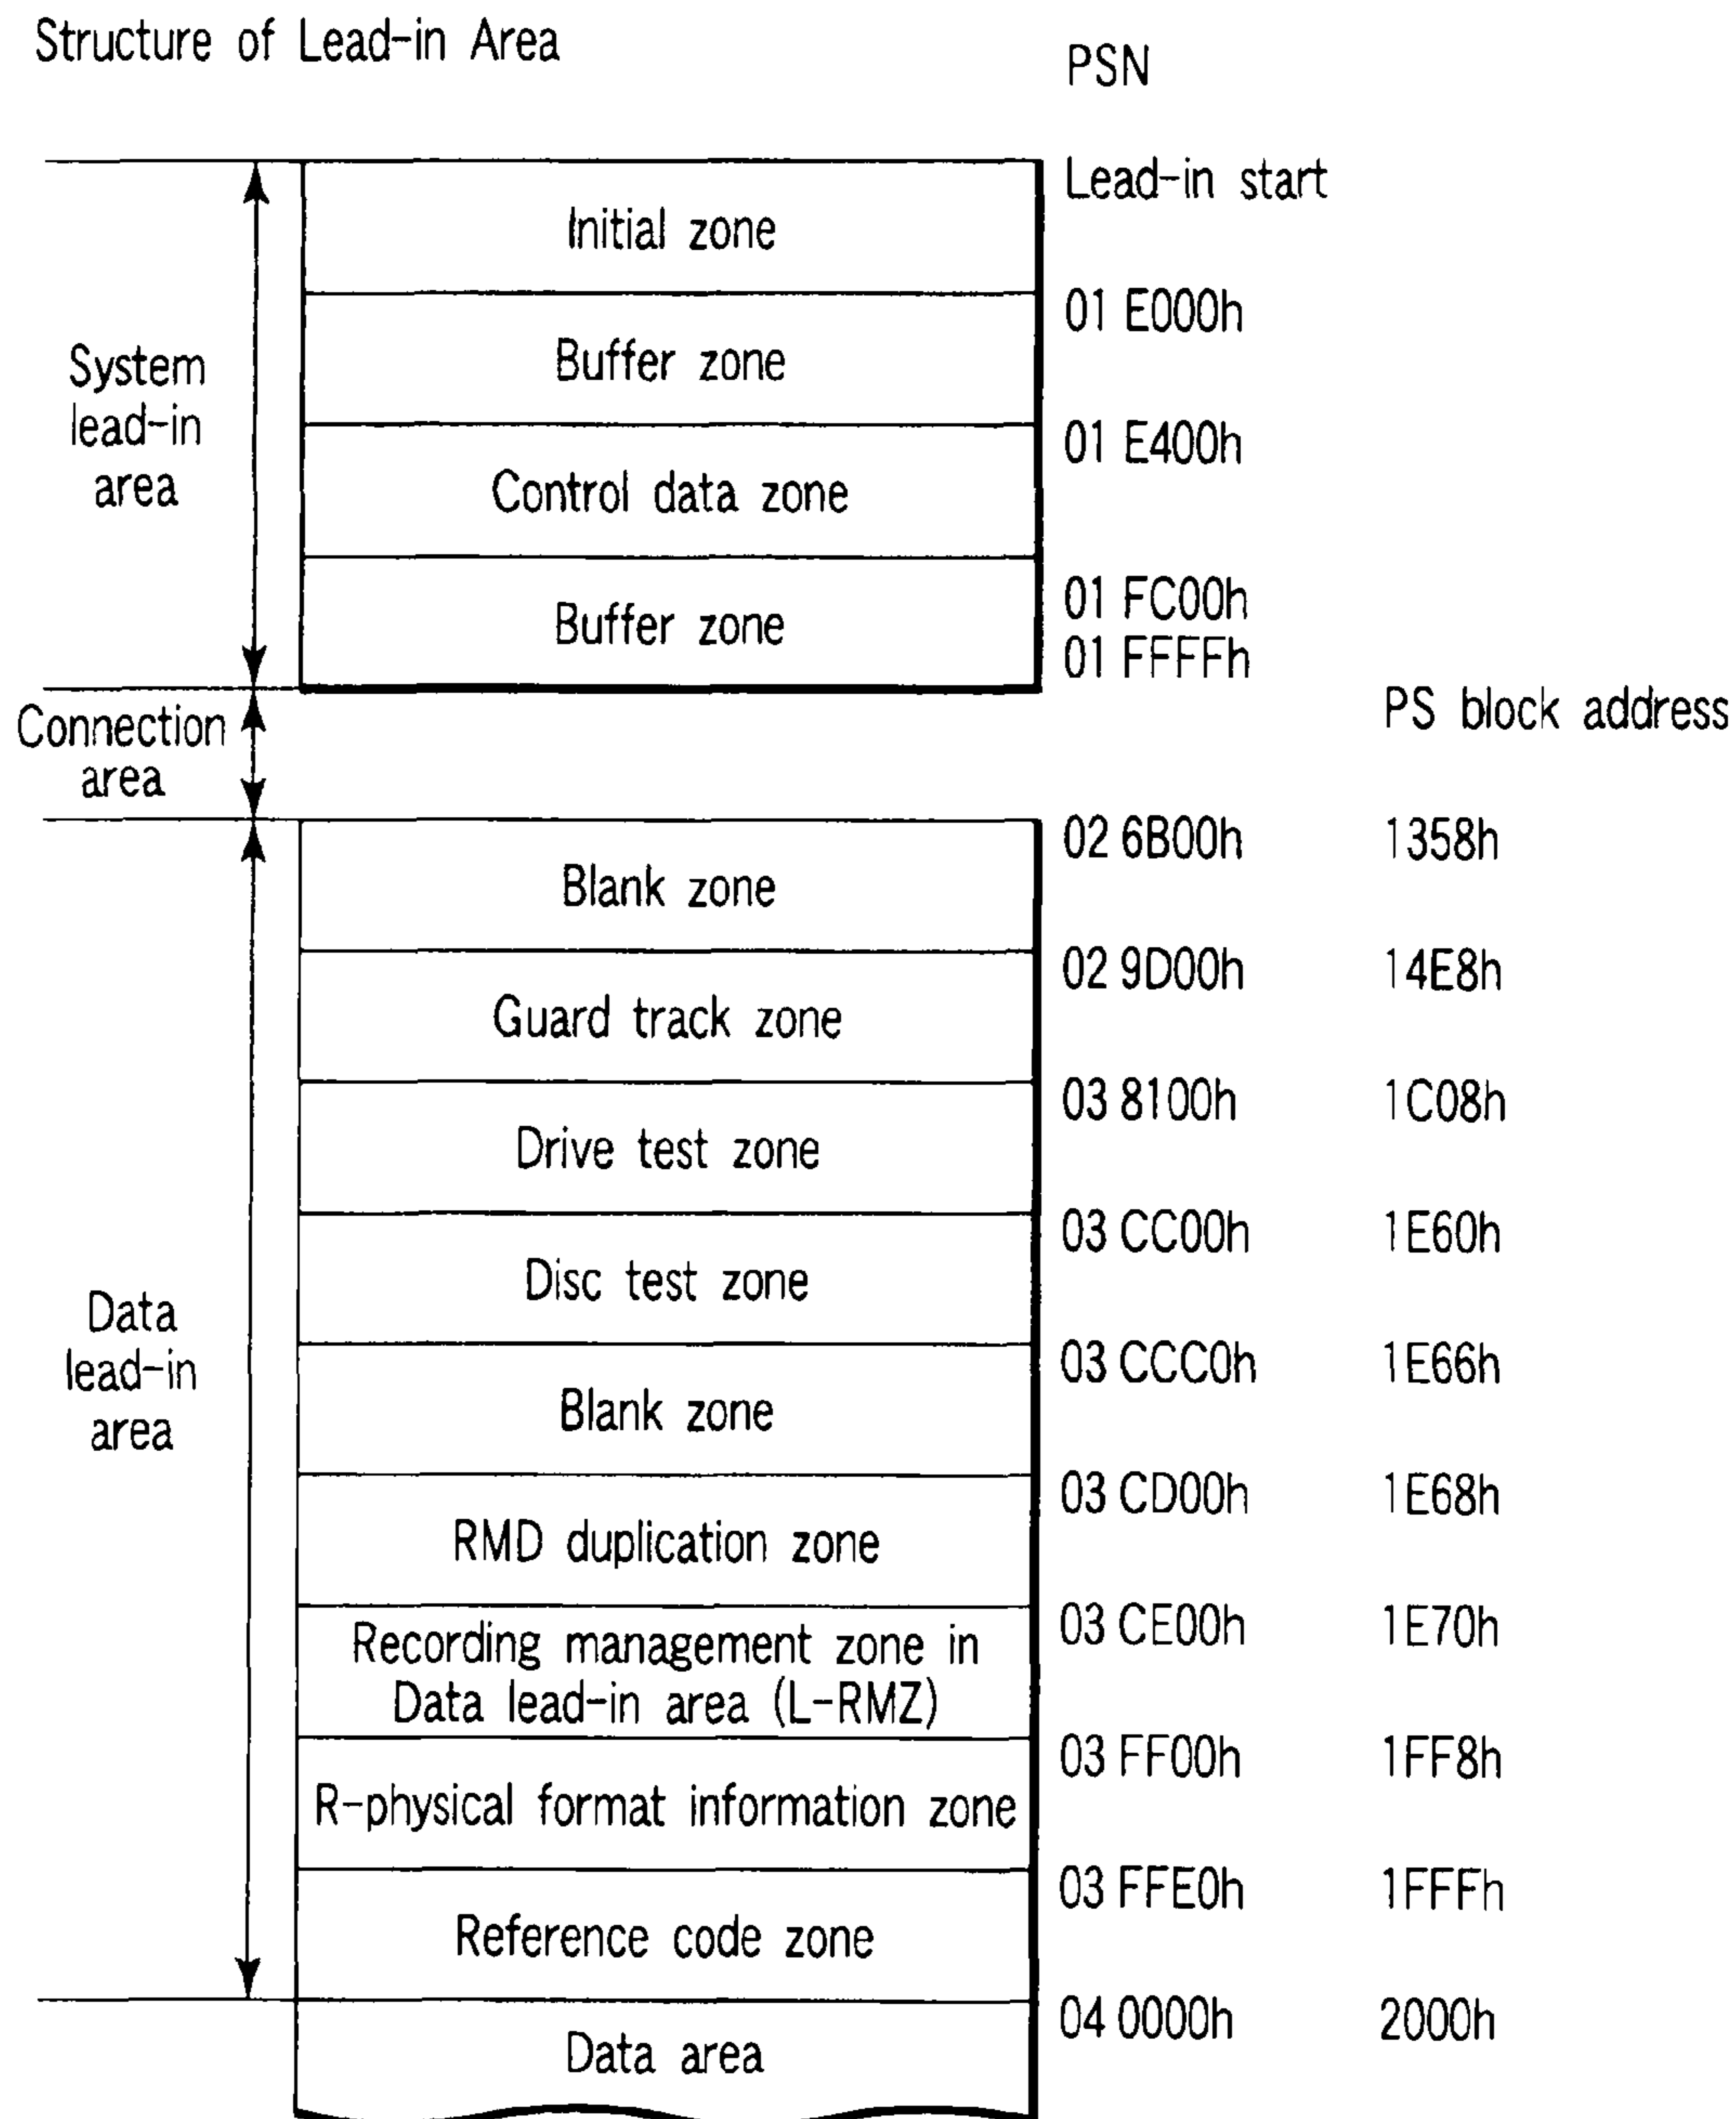 Structure of Lead-in Area
PSN
Lead-in start
Initial zone
01 E000h
Buffer zone
System
lead-in
area
01 E400h
Control data zone
01 FC00h
Buffer zone
01 FFFFh
PS block address
Connection
area
02 6B00h 1358h
Blank zone
02 9D00h 14E8h
Guard track zone
03 8100h 1C08h
Drive test zone
03 CC00h 1E60h
Disc test zone
Data
lead-in
area
03 CCC0h 1E66h
Blank zone
03 CD00h 1E68h
RMD duplication zone
03 CE00h 1E70h
Recording management zone in
Data lead-in area (L-RMZ)
03 FF00h 1FF8h
R-physical format information zone
03 FFE0h 1FFFh
Reference code zone
04 0000h 2000h
Data area